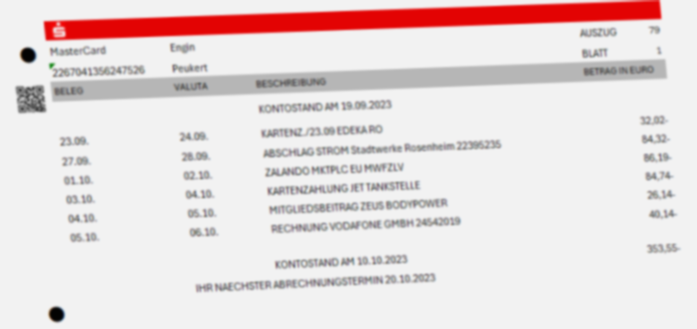 MasterCard Engin AUSZUG 79
2267041356247526 Peukert BLATT 1
BELEG VALUTA BESCHREIBUNG BETRAG IN EURO
KONTOSTAND AM 19.09.2023
23.09. 24.09. KARTENZ./23.09 EDEKA RO 32,02-
27.09. 28.09. ABSCHLAG STROM Stadtwerke Rosenheim 22395235 84,32-
01.10. 02.10. ZALANDO MKTPLC EU MWFZLV 86,19-
03.10. 04.10. KARTENZAHLUNG JET TANKSTELLE 84,74-
04.10. 05.10. MITGLIEDSBEITRAG ZEUS BODYPOWER 26,14-
05.10. 06.10. RECHNUNG VODAFONE GMBH 24542019 40,14-
KONTOSTAND AM 10.10.2023 353,55-
IHR NAECHSTER ABRECHNUNGSTERMIN 20.10.2023